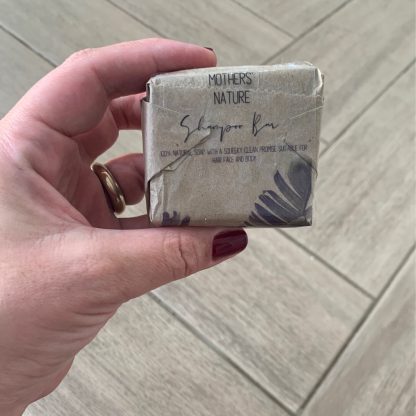 MOTHERS'
NATURE
Shampoo Bar
100% NATURAL SOAP, WITH A SQUEAKY CLEAN PROMISE SUITABLE FOR
HAIR FACE AND BODY